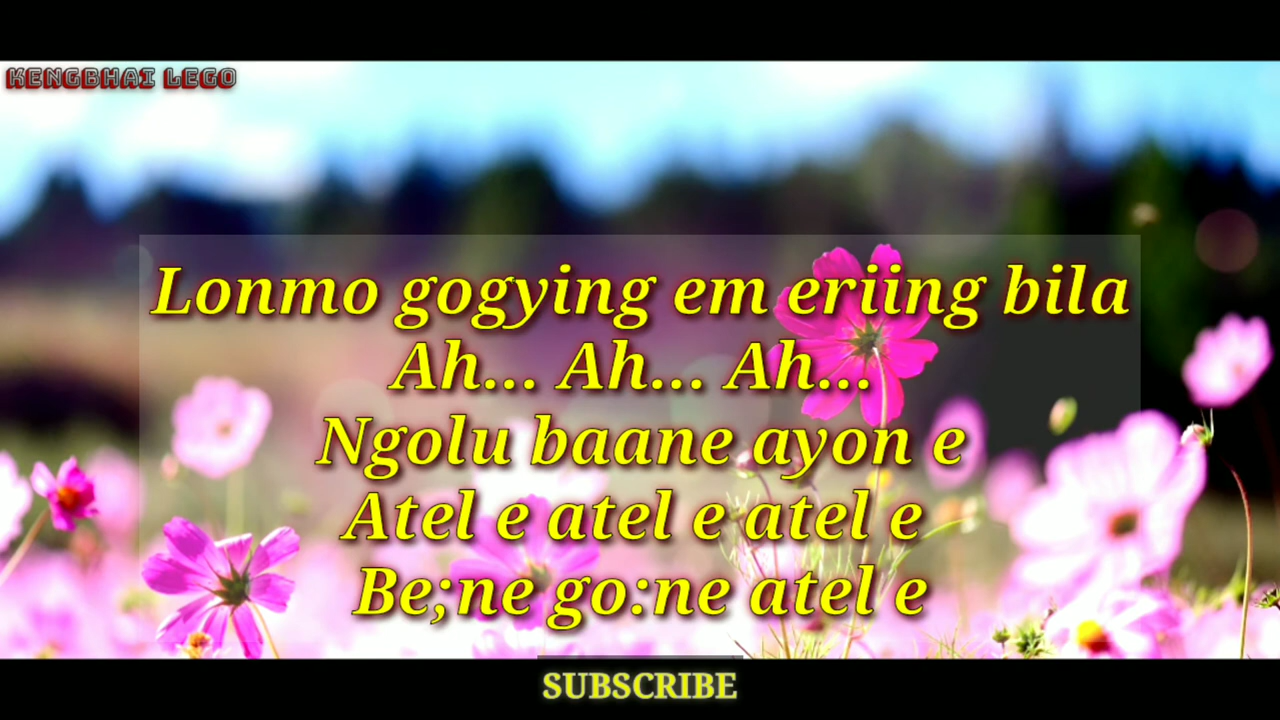 KENGBHAI LEGO
Lonmo gogying em eriing bila
Ah... Ah... Ah...
Ngolu baane ayon e
Atel e atel e atel e
Be;ne go:ne atel e
SUBSCRIBE